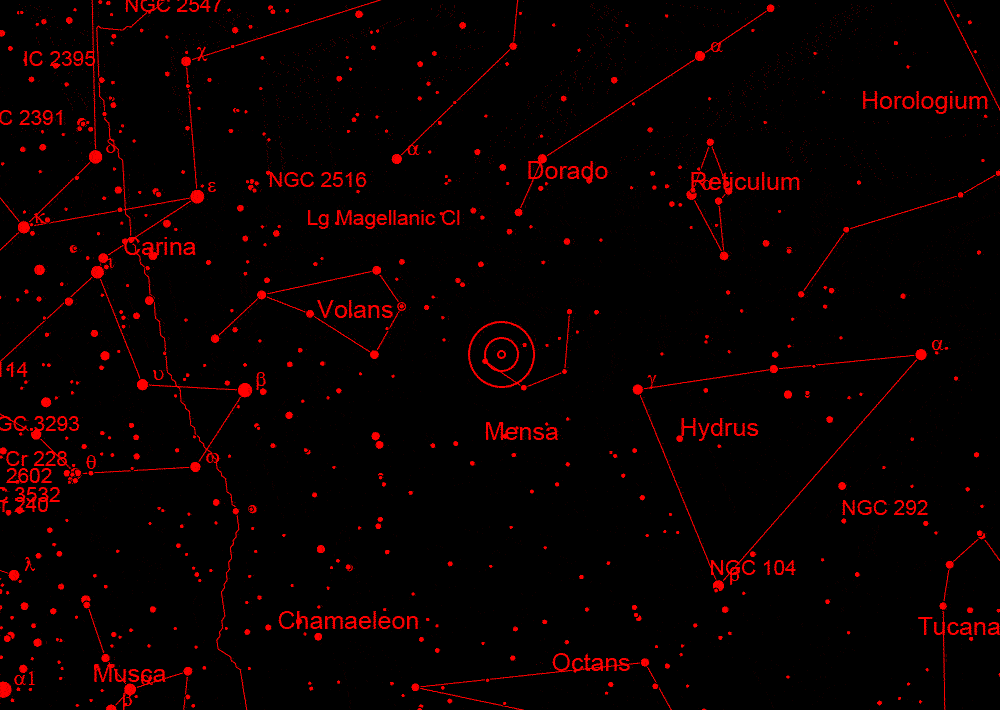 NGC 2547
χ
α
IC 2395
Horologium
C 2391
δ
α
Dorado
Reticulum
α
NGC 2516
ε
Lg Magellanic Cl
κ
Carina
ι
Volans
α
114
υ
β
γ
GC 3293
Mensa
Hydrus
Cr 228
θ
ω
2602
C 3532
r 240
NGC 292
λ
NGC 104
β
Chamaeleon
Tucana
Octans
Musca
α
α1
β